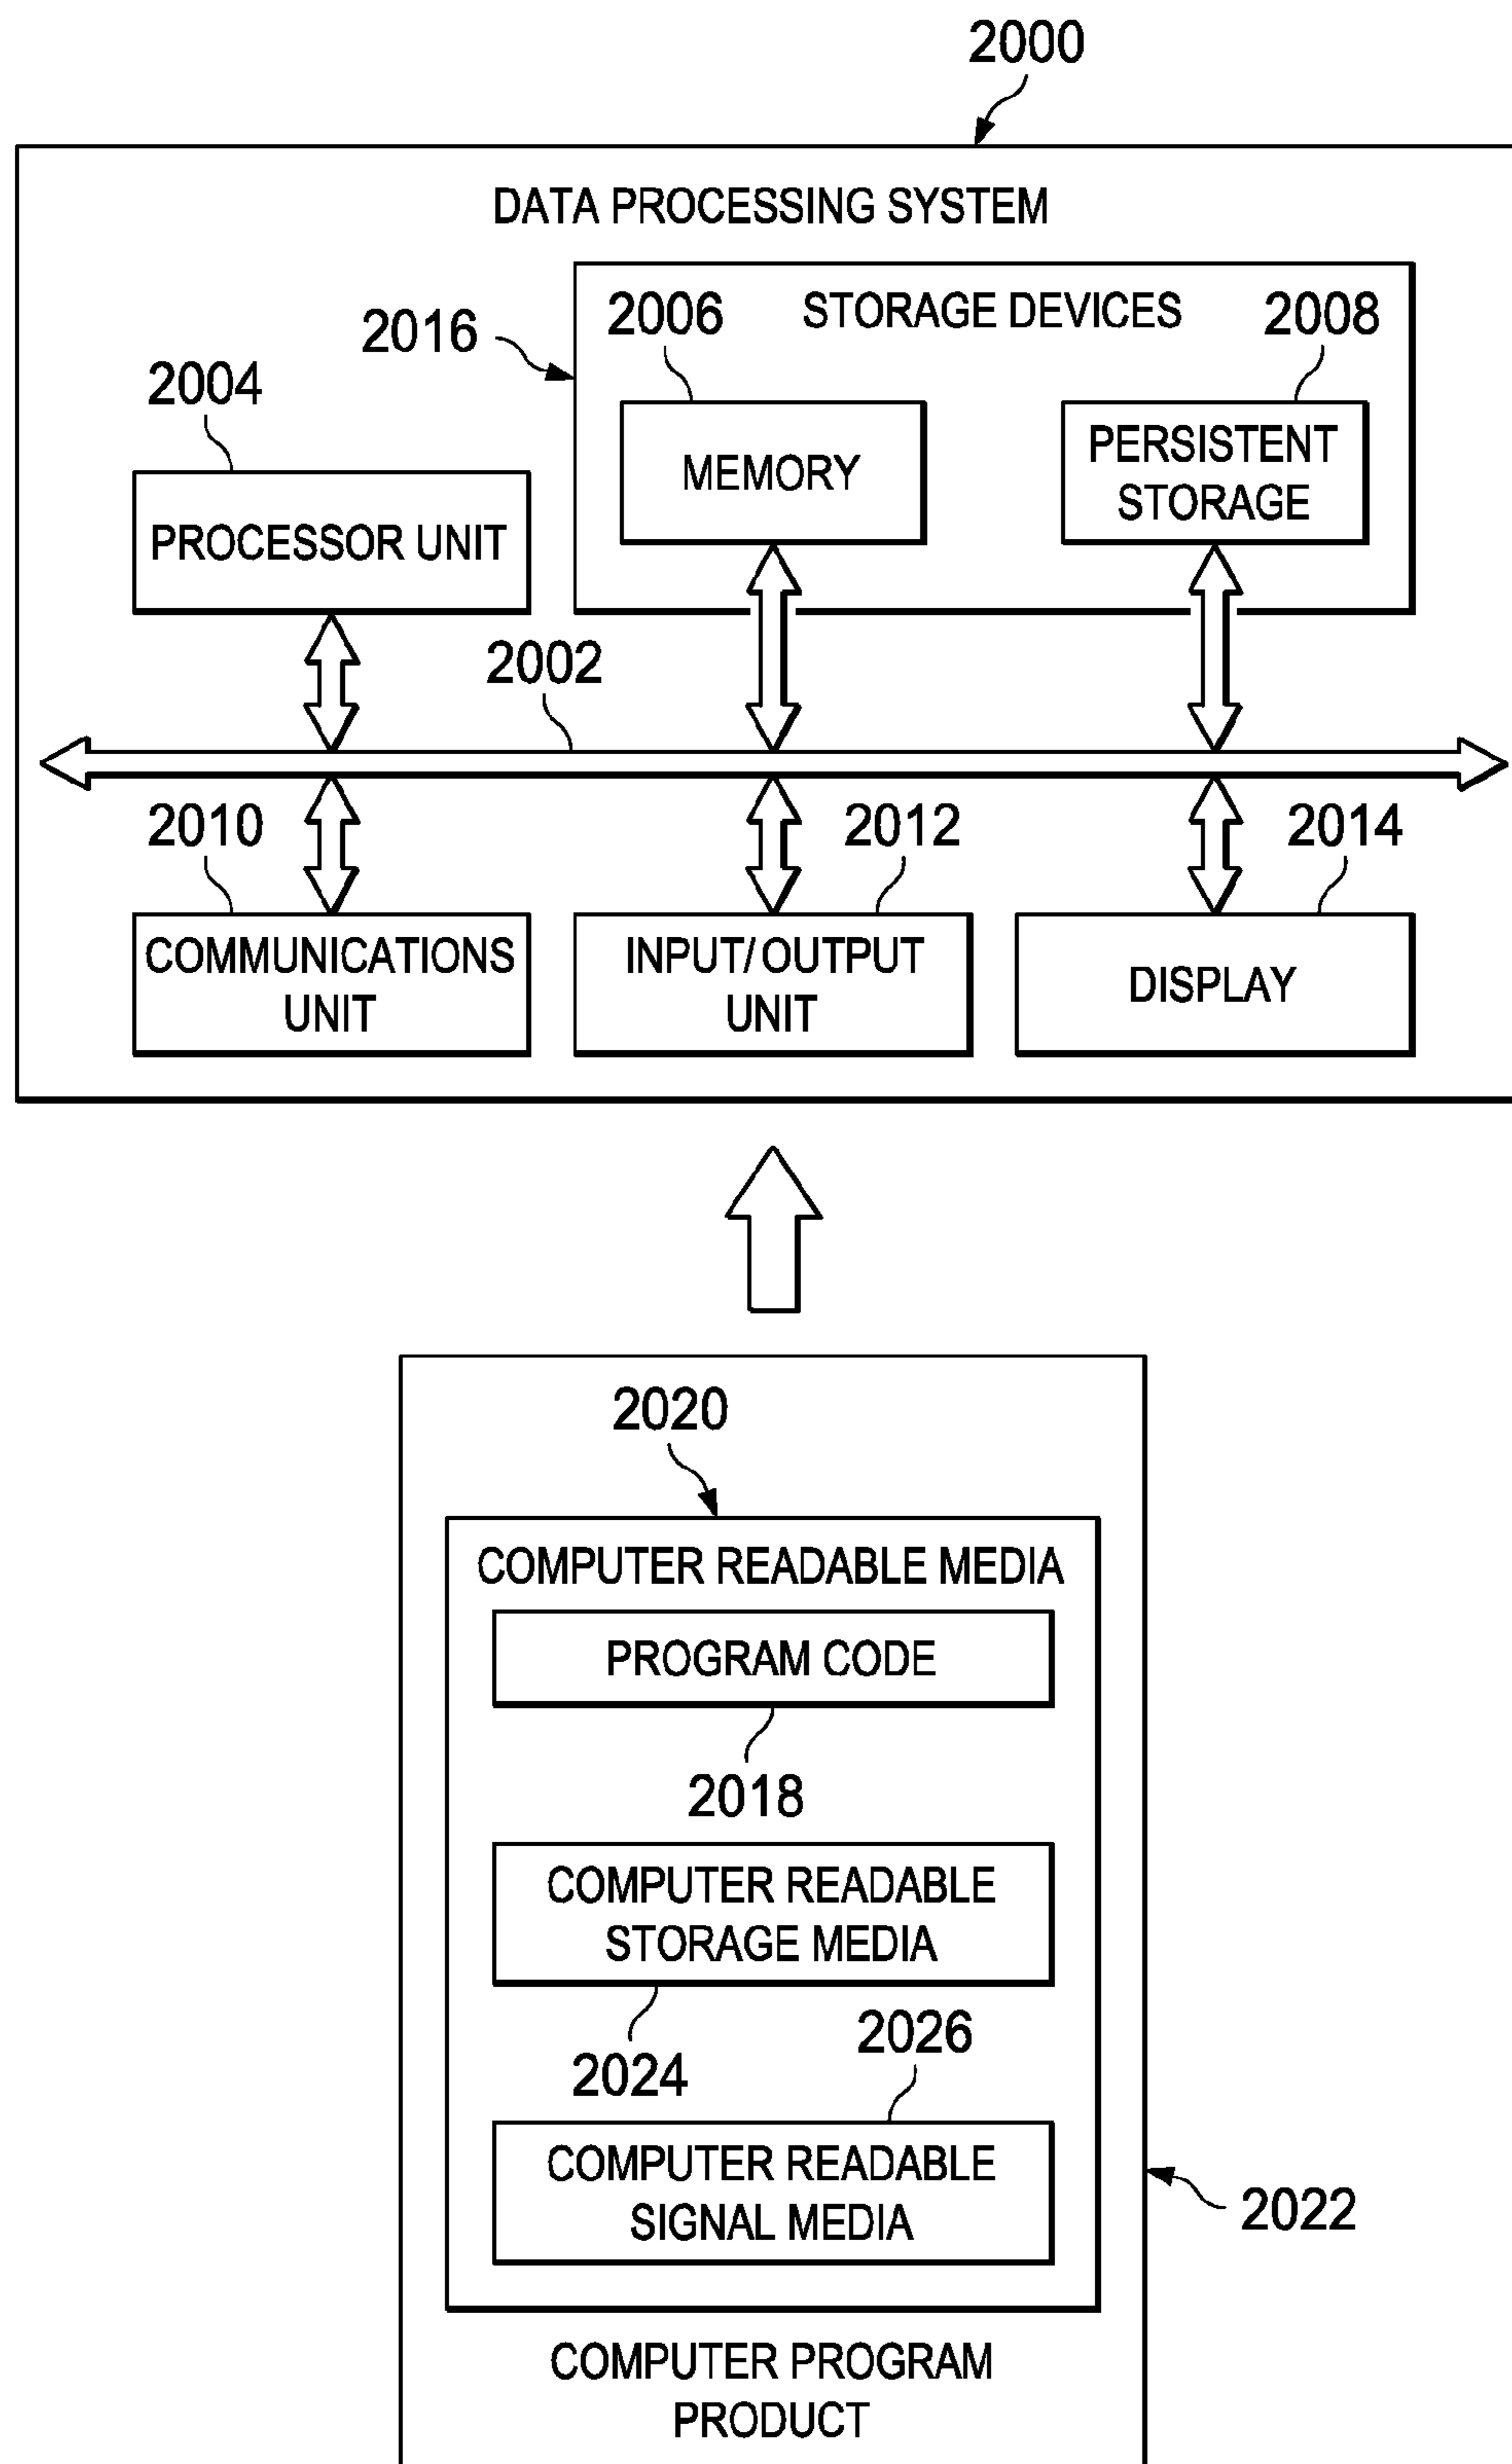 2000
DATA PROCESSING SYSTEM
2016
2006
STORAGE DEVICES
2008
2004
MEMORY
PERSISTENT
STORAGE
PROCESSOR UNIT
2002
2010
2012
2014
COMMUNICATIONS
UNIT
INPUT/OUTPUT
UNIT
DISPLAY
2020
COMPUTER READABLE MEDIA
PROGRAM CODE
2018
COMPUTER READABLE
STORAGE MEDIA
2024
2026
COMPUTER READABLE
SIGNAL MEDIA
2022
COMPUTER PROGRAM
PRODUCT